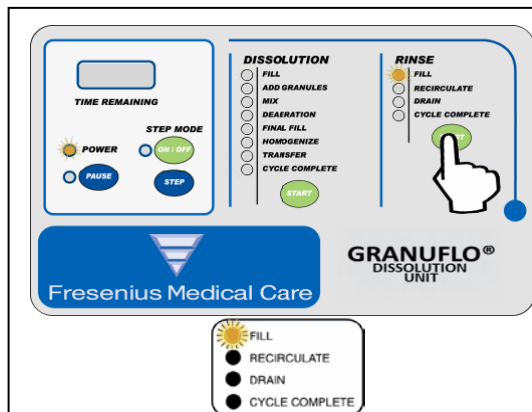 TIME REMAINING
POWER
PAUSE
STEP MODE
ON / OFF
STEP
DISSOLUTION
FILL
ADD GRANULES
MIX
DEAERATION
FINAL FILL
HOMOGENIZE
TRANSFER
CYCLE COMPLETE
START
RINSE
FILL
RECIRCULATE
DRAIN
CYCLE COMPLETE
Fresenius Medical Care
GRANUFLO®
DISSOLUTION
UNIT
FILL
RECIRCULATE
DRAIN
CYCLE COMPLETE